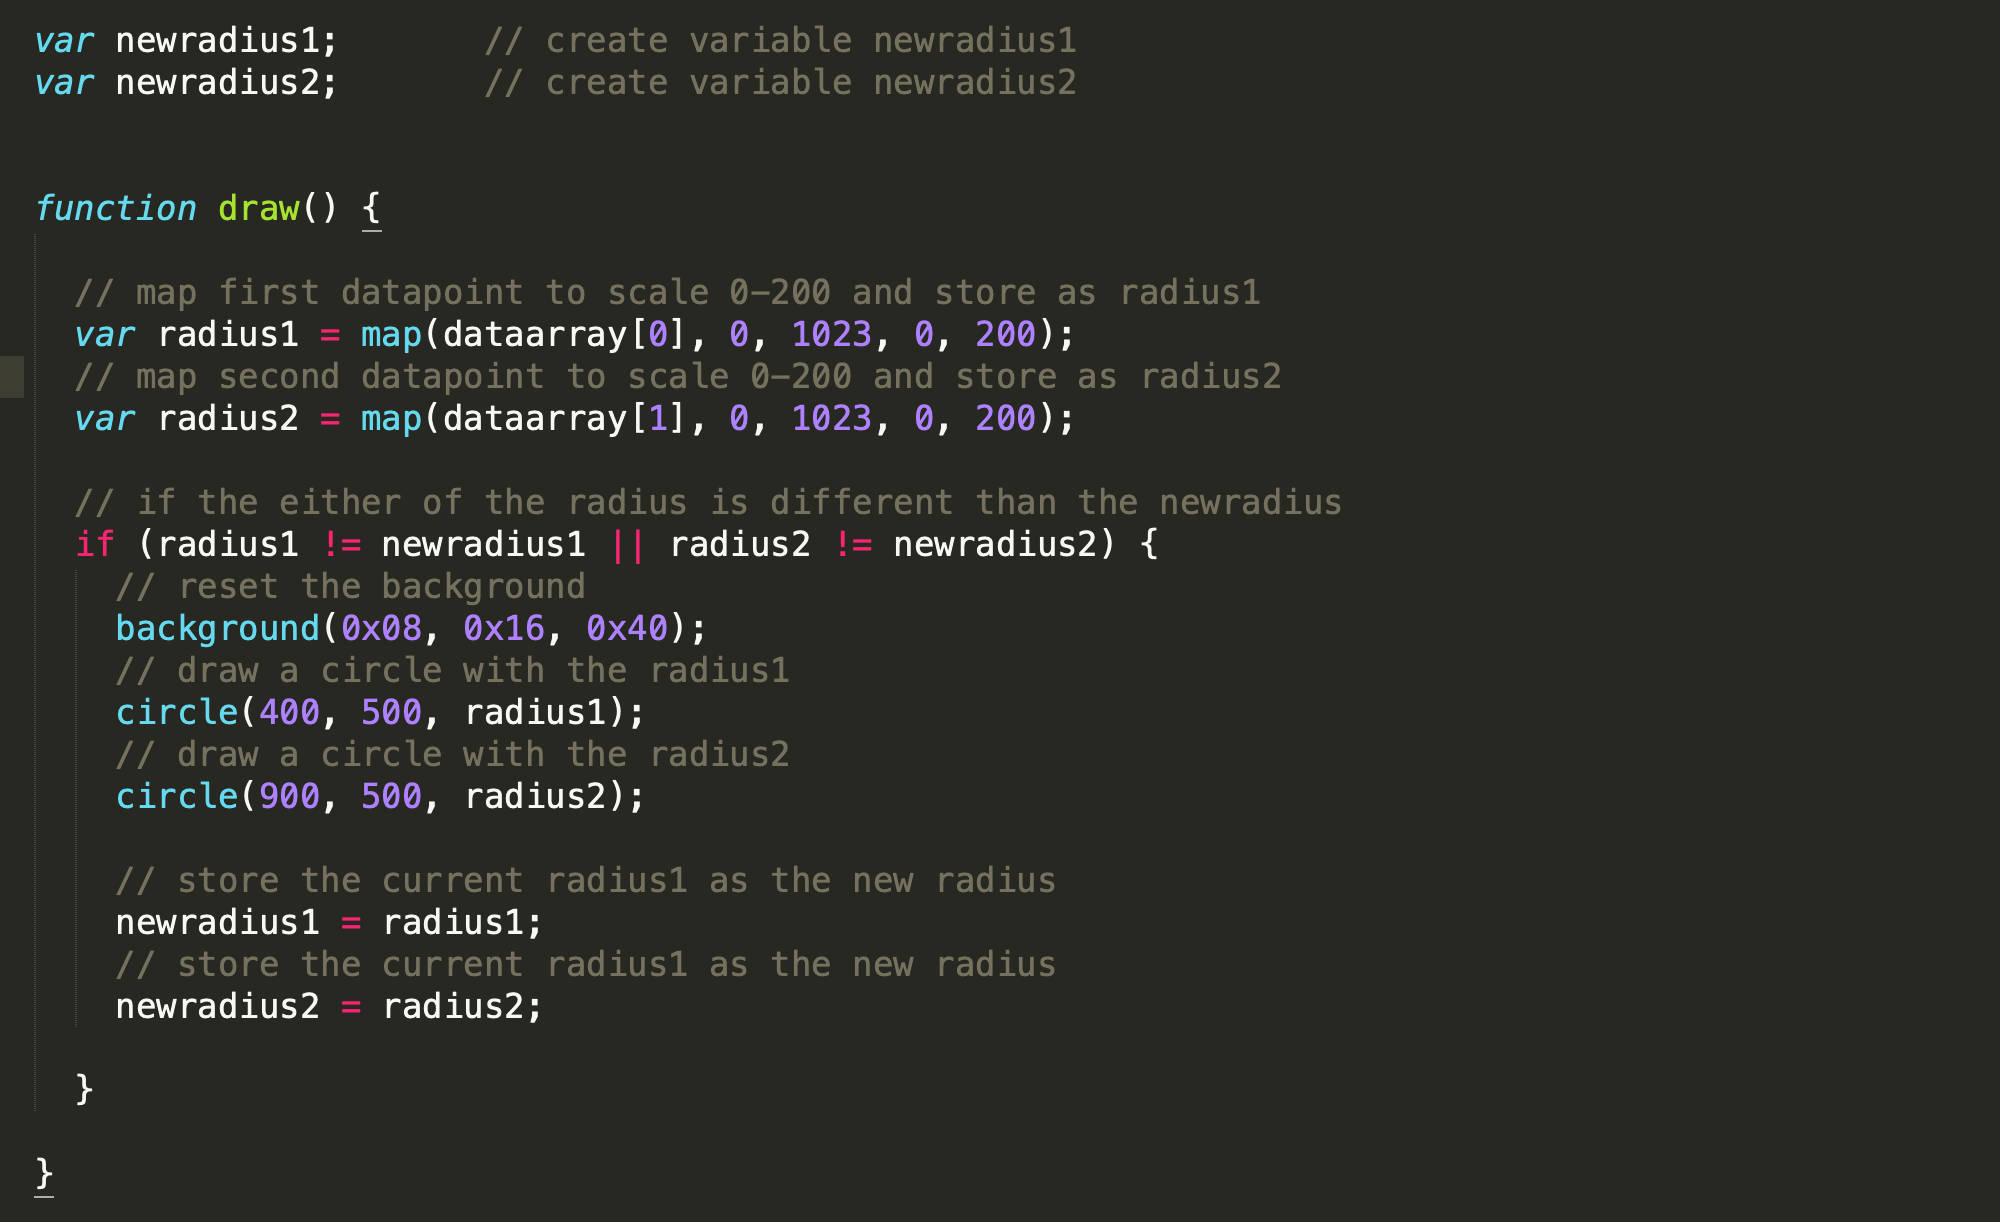 var newradius1;       // create variable newradius1
var newradius2;       // create variable newradius2
function draw() {
// map first datapoint to scale 0-200 and store as radius1
var radius1 = map(dataarray[0], 0, 1023, 0, 200);
// map second datapoint to scale 0-200 and store as radius2
var radius2 = map(dataarray[1], 0, 1023, 0, 200);
// if the either of the radius is different than the newradius
if (radius1 != newradius1 || radius2 != newradius2) {
// reset the background
background(0x08, 0x16, 0x40);
// draw a circle with the radius1
circle(400, 500, radius1);
// draw a circle with the radius2
circle(900, 500, radius2);
// store the current radius1 as the new radius
newradius1 = radius1;
// store the current radius1 as the new radius
newradius2 = radius2;
}
}